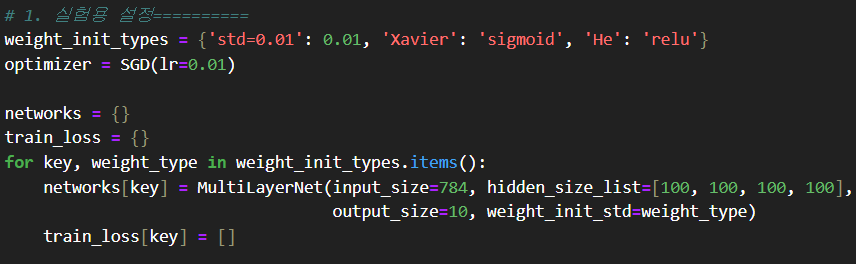 # 1. 실험용 설정==========
weight_init_types = {'std=0.01': 0.01, 'Xavier': 'sigmoid', 'He': 'relu'}
optimizer = SGD(lr=0.01)

networks = {}
train_loss = {}
for key, weight_type in weight_init_types.items():
    networks[key] = MultiLayerNet(input_size=784, hidden_size_list=[100, 100, 100, 100],
                                  output_size=10, weight_init_std=weight_type)
    train_loss[key] = []